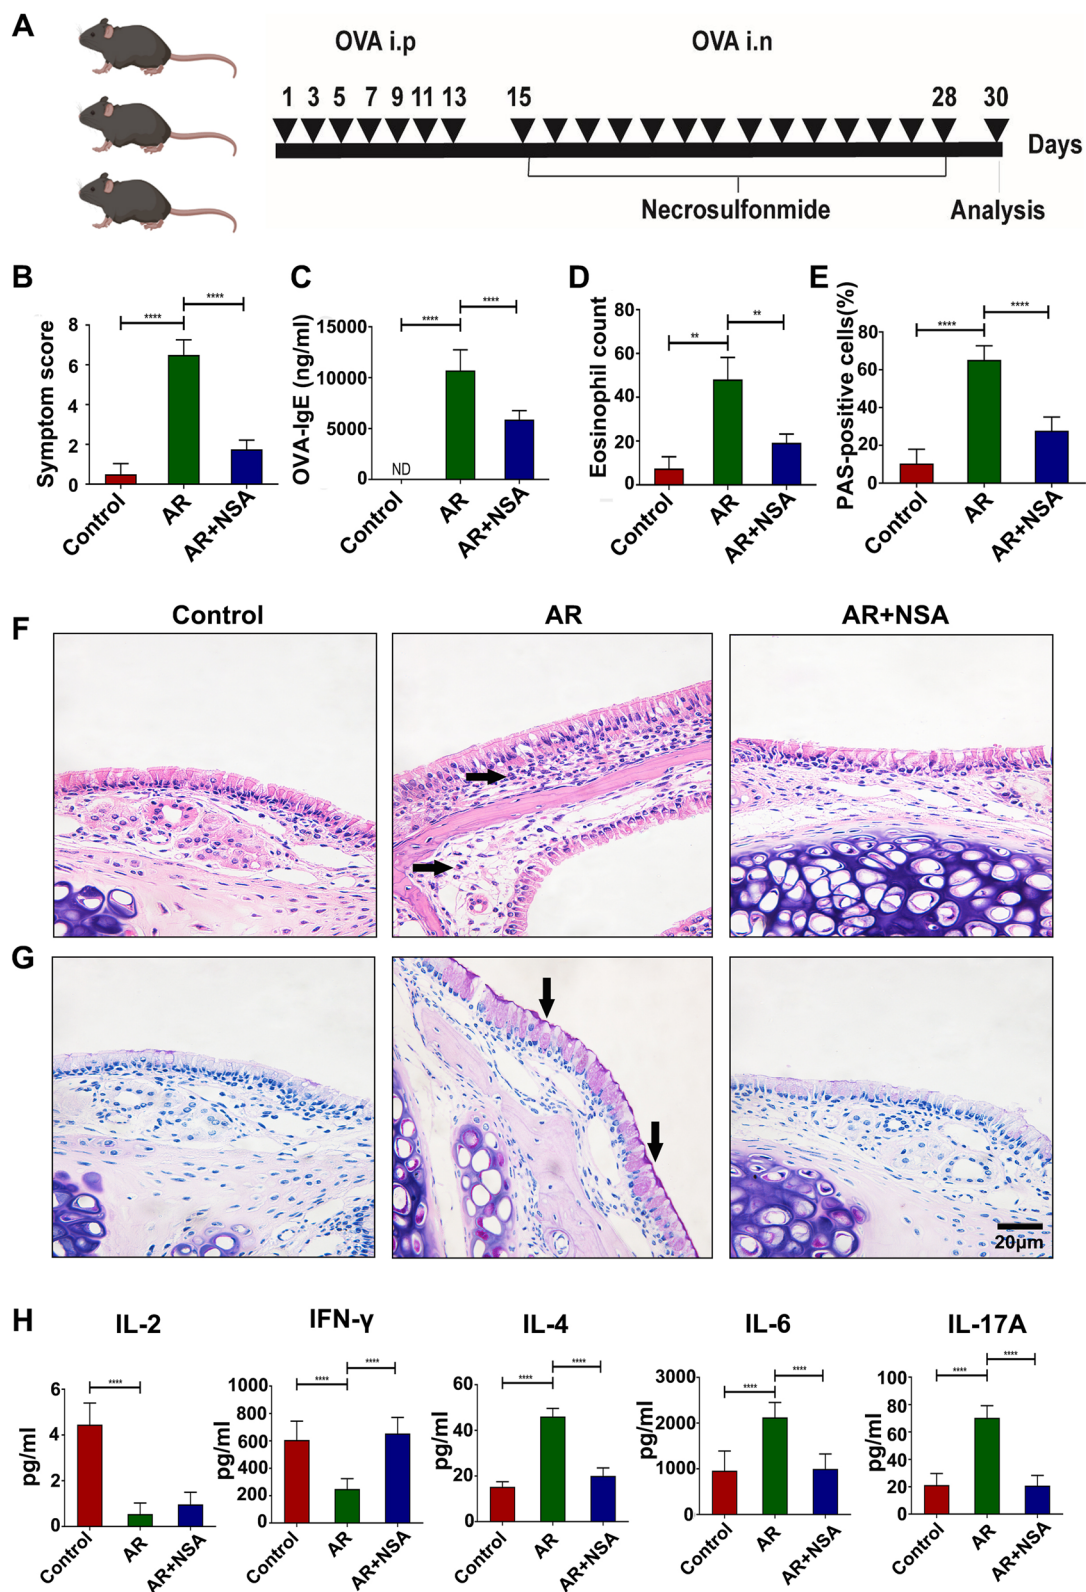 A
OVA i.p
OVA i.n
1 3 5 7 9 11 13 15 28 30
Days
Necrosulfonmide
Analysis
B
Symptom score
8
6
4
2
0
****
****
Control
AR
AR+NSA
C
OVA-IgE (ng/ml)
15000
10000
5000
0
ND
****
****
Control
AR
AR+NSA
D
Eosinophil count
80
60
40
20
0
**
**
Control
AR
AR+NSA
E
PAS-positive cells(%)
80
60
40
20
0
****
****
Control
AR
AR+NSA
F
Control
AR
AR+NSA
G
20μm
H
IL-2
pg/ml
6
4
2
0
****
Control
AR
AR+NSA
IFN-γ
pg/ml
1000
800
600
400
200
0
****
****
Control
AR
AR+NSA
IL-4
pg/ml
60
40
20
0
****
****
Control
AR
AR+NSA
IL-6
pg/ml
3000
2000
1000
0
****
****
Control
AR
AR+NSA
IL-17A
pg/ml
100
80
60
40
20
0
****
****
Control
AR
AR+NSA